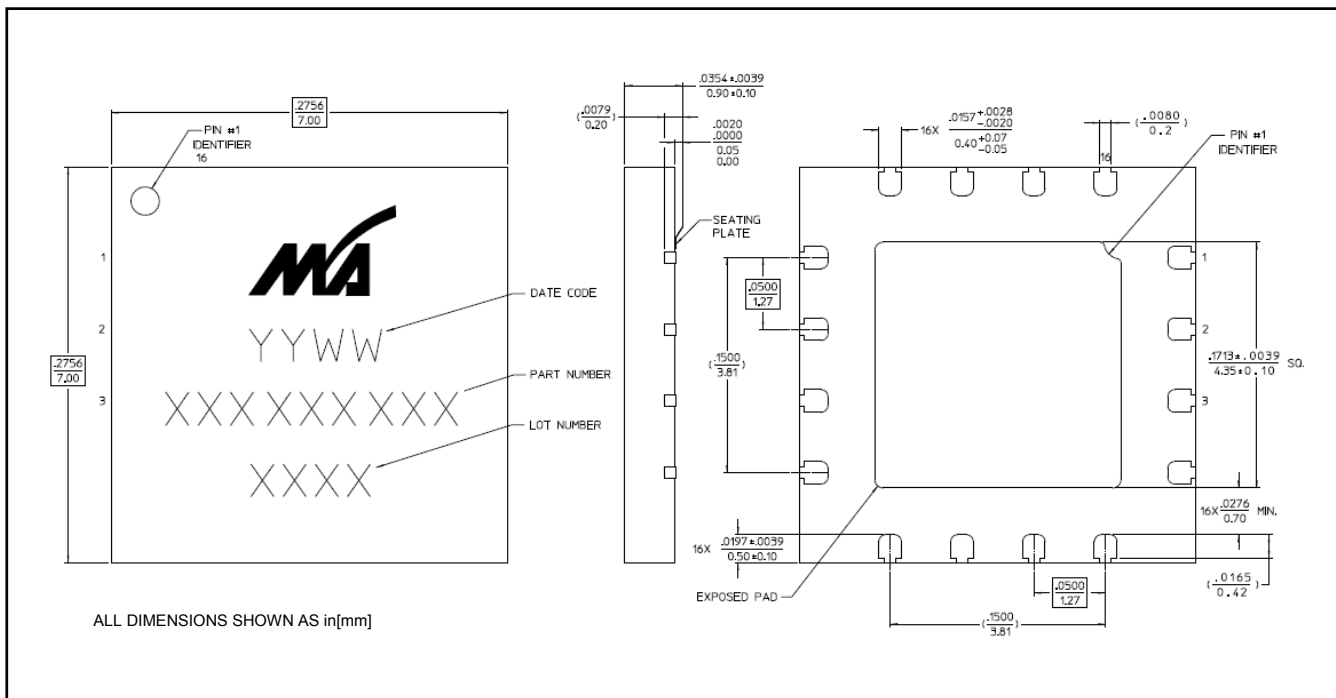 .2756
7.00
PIN #1
IDENTIFIER
16
1
2
3
.2756
7.00
MA
YYWW
XXXXXXXXX
XXXX
DATE CODE
PART NUMBER
LOT NUMBER
ALL DIMENSIONS SHOWN AS in[mm]
.0354±.0039
0.90±0.10
(.0079
0.20)
.0020
.0000
0.05
0.00
SEATING
PLATE
.0500
1.27
(.1500
3.81)
16X .0197±.0039
0.50±0.10
16X .0157+.0028
-.0020
0.40+0.07
-0.05
(.0080
0.2)
PIN #1
IDENTIFIER
16
1
2
3
.1713±.0039
4.35±0.10 SQ.
16X .0276
0.70 MIN.
(.0165
0.42)
EXPOSED PAD
.0500
1.27
(.1500
3.81)